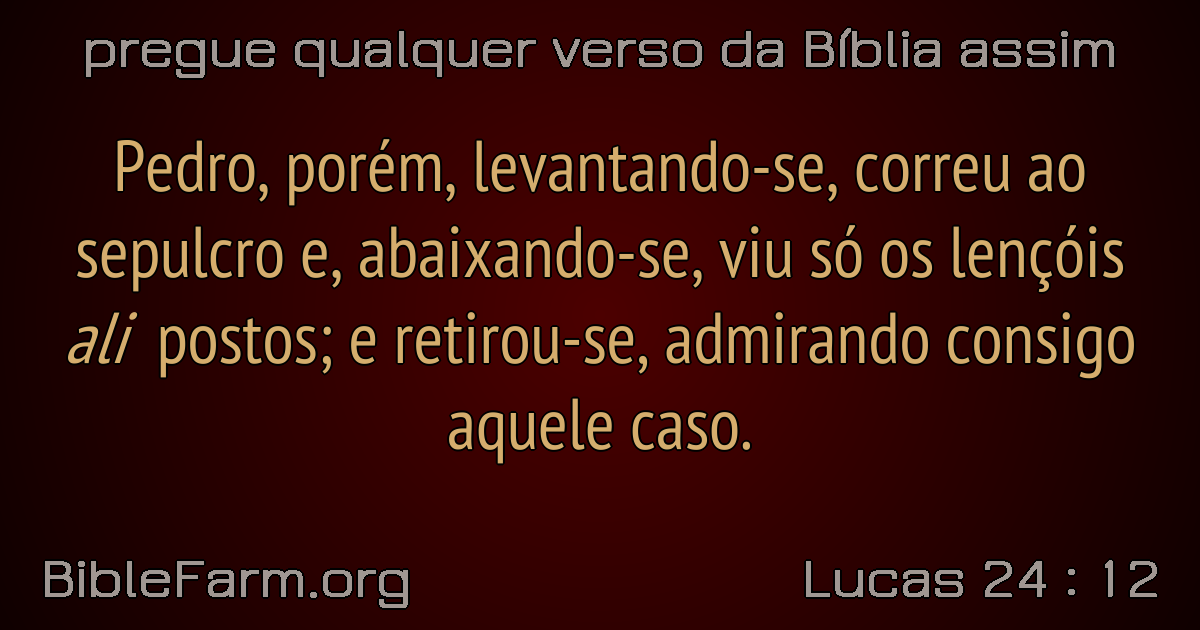 pregue qualquer verso da Bíblia assim
Pedro, porém, levantando-se, correu ao
sepulcro e, abaixando-se, viu só os lençóis
ali postos; e retirou-se, admirando consigo
aquele caso.
BibleFarm.org
Lucas 24 : 12